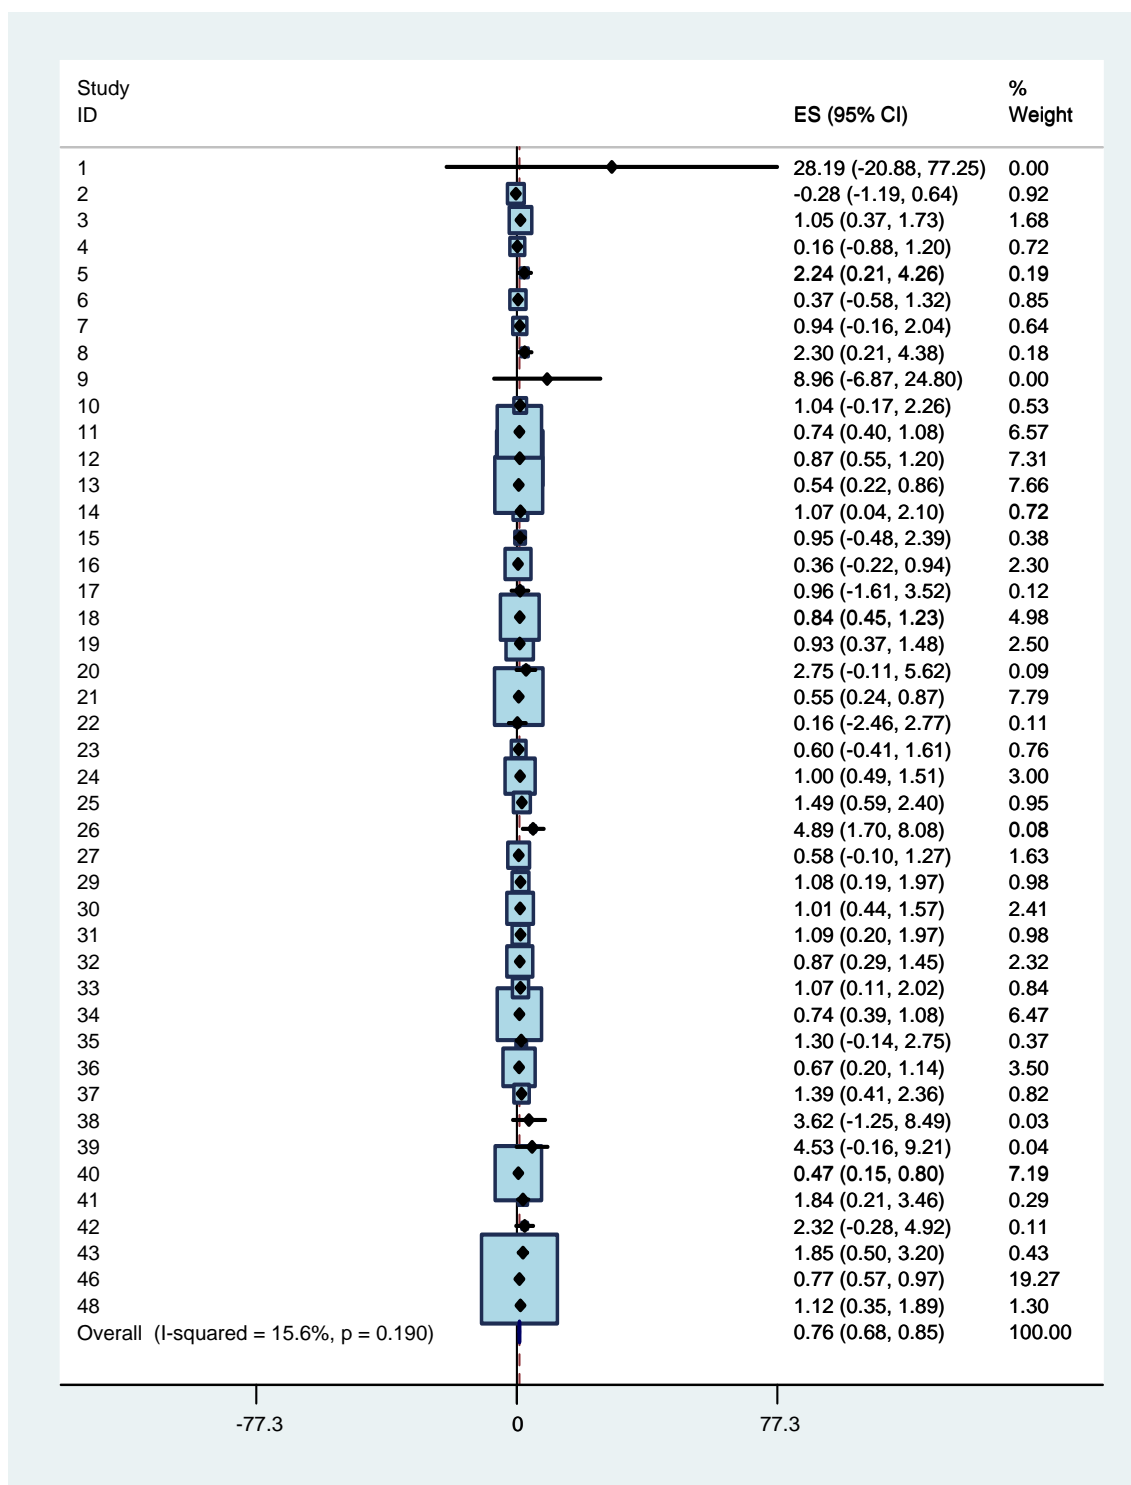 Study %
ID ES (95% CI) Weight
1 28.19 (-20.88, 77.25) 0.00
2 -0.28 (-1.19, 0.64) 0.92
3 1.05 (0.37, 1.73) 1.68
4 0.16 (-0.88, 1.20) 0.72
5 2.24 (0.21, 4.26) 0.19
6 0.37 (-0.58, 1.32) 0.85
7 0.94 (-0.16, 2.04) 0.64
8 2.30 (0.21, 4.38) 0.18
9 8.96 (-6.87, 24.80) 0.00
10 1.04 (-0.17, 2.26) 0.53
11 0.74 (0.40, 1.08) 6.57
12 0.87 (0.55, 1.20) 7.31
13 0.54 (0.22, 0.86) 7.66
14 1.07 (0.04, 2.10) 0.72
15 0.95 (-0.48, 2.39) 0.38
16 0.36 (-0.22, 0.94) 2.30
17 0.96 (-1.61, 3.52) 0.12
18 0.84 (0.45, 1.23) 4.98
19 0.93 (0.37, 1.48) 2.50
20 2.75 (-0.11, 5.62) 0.09
21 0.55 (0.24, 0.87) 7.79
22 0.16 (-2.46, 2.77) 0.11
23 0.60 (-0.41, 1.61) 0.76
24 1.00 (0.49, 1.51) 3.00
25 1.49 (0.59, 2.40) 0.95
26 4.89 (1.70, 8.08) 0.08
27 0.58 (-0.10, 1.27) 1.63
29 1.08 (0.19, 1.97) 0.98
30 1.01 (0.44, 1.57) 2.41
31 1.09 (0.20, 1.97) 0.98
32 0.87 (0.29, 1.45) 2.32
33 1.07 (0.11, 2.02) 0.84
34 0.74 (0.39, 1.08) 6.47
35 1.30 (-0.14, 2.75) 0.37
36 0.67 (0.20, 1.14) 3.50
37 1.39 (0.41, 2.36) 0.82
38 3.62 (-1.25, 8.49) 0.03
39 4.53 (-0.16, 9.21) 0.04
40 0.47 (0.15, 0.80) 7.19
41 1.84 (0.21, 3.46) 0.29
42 2.32 (-0.28, 4.92) 0.11
43 1.85 (0.50, 3.20) 0.43
46 0.77 (0.57, 0.97) 19.27
48 1.12 (0.35, 1.89) 1.30
Overall (I-squared = 15.6%, p = 0.190) 0.76 (0.68, 0.85) 100.00
-77.3 0 77.3